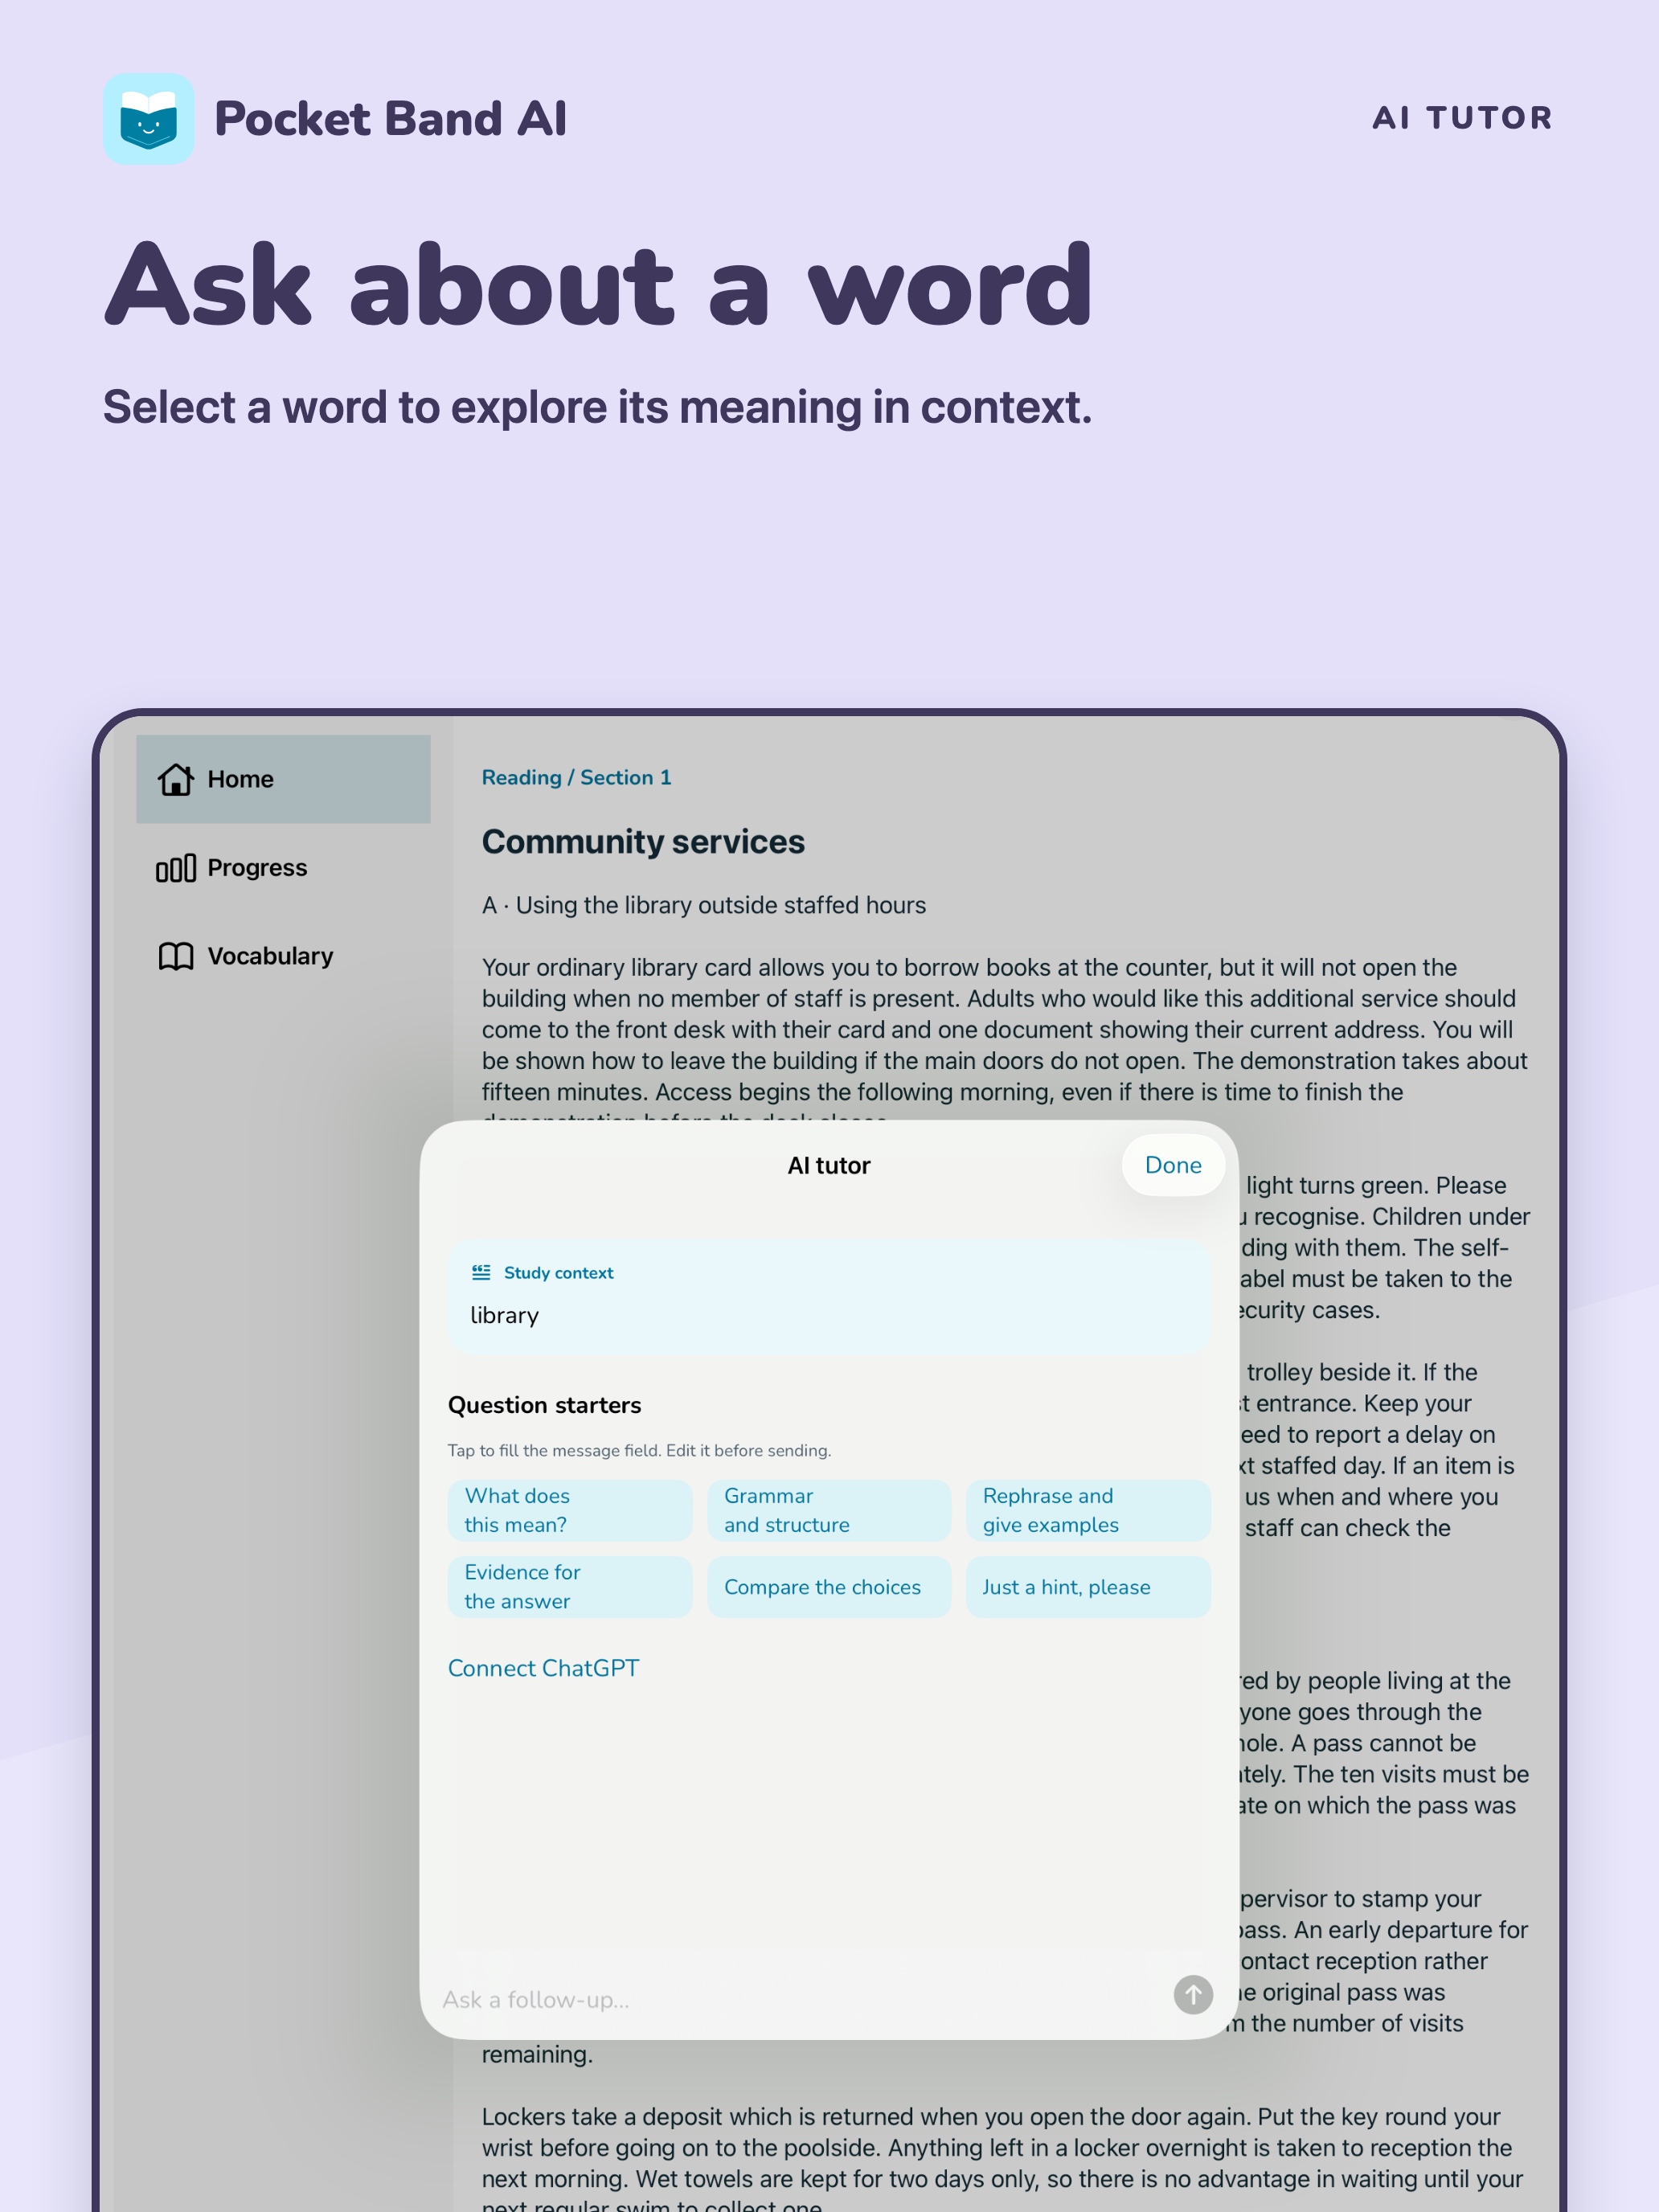 Pocket Band AI
AI TUTOR
Ask about a word
Select a word to explore its meaning in context.
Home
Progress
Vocabulary
Reading / Section 1
Community services
A · Using the library outside staffed hours
Your ordinary library card allows you to borrow books at the counter, but it will not open the
building when no member of staff is present. Adults who would like this additional service should
come to the front desk with their card and one document showing their current address. You will
be shown how to leave the building if the main doors do not open. The demonstration takes about
fifteen minutes. Access begins the following morning, even if there is time to finish the
light turns green. Please
recognise. Children under
ding with them. The self-
abel must be taken to the
ecurity cases.
trolley beside it. If the
st entrance. Keep your
eed to report a delay on
xt staffed day. If an item is
us when and where you
staff can check the
red by people living at the
yone goes through the
hole. A pass cannot be
ately. The ten visits must be
ate on which the pass was
pervisor to stamp your
pass. An early departure for
ontact reception rather
he original pass was
m the number of visits
remaining.
Lockers take a deposit which is returned when you open the door again. Put the key round your
wrist before going on to the poolside. Anything left in a locker overnight is taken to reception the
next morning. Wet towels are kept for two days only, so there is no advantage in waiting until your
next regular swim to collect one.
AI tutor
Done
Study context
library
Question starters
Tap to fill the message field. Edit it before sending.
What does
this mean?
Grammar
and structure
Rephrase and
give examples
Evidence for
the answer
Compare the choices
Just a hint, please
Connect ChatGPT
Ask a follow-up...